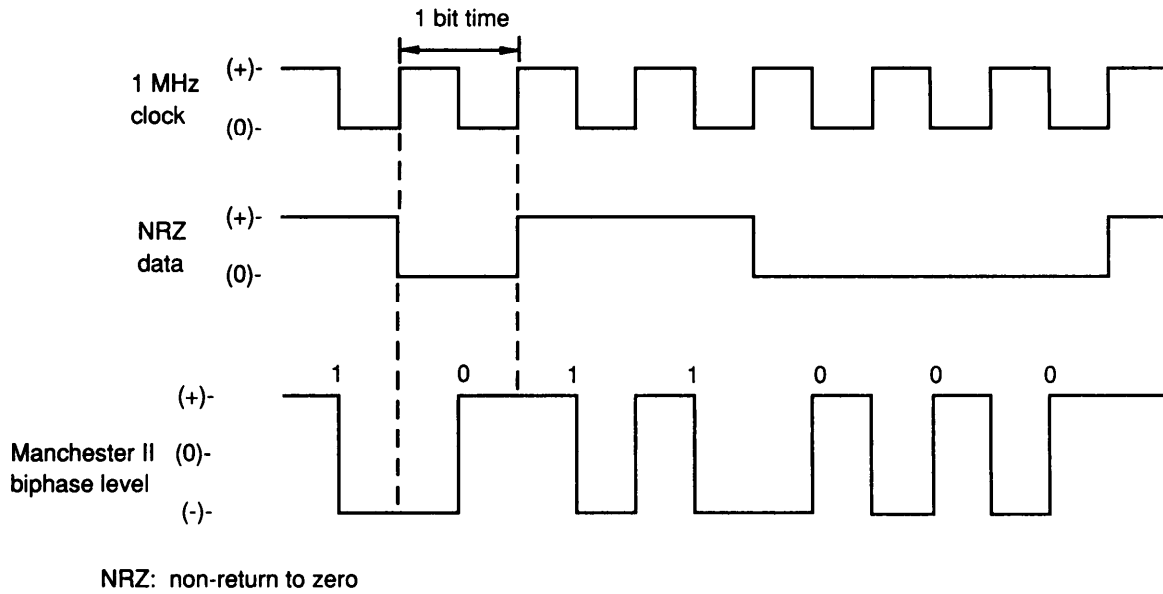 1 bit time
1 MHz
clock
(+)-
(0)-
NRZ
data
(+)-
(0)-
1 0 1 1 0 0 0
Manchester II
biphase level
(+)-
(0)-
(-)-
NRZ: non-return to zero